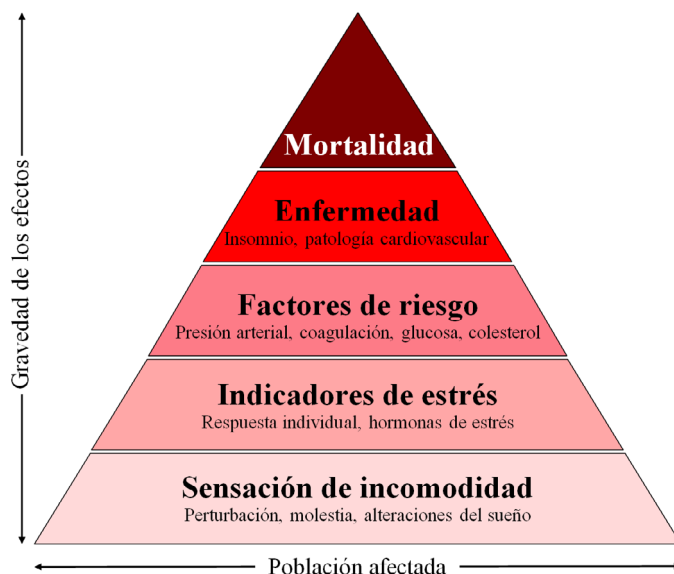 Mortalidad
Enfermedad
Insomnio, patología cardiovascular
Factores de riesgo
Presión arterial, coagulación, glucosa, colesterol
Indicadores de estrés
Respuesta individual, hormonas de estrés
Sensación de incomodidad
Perturbación, molestia, alteraciones del sueño
Gravedad de los efectos
Población afectada